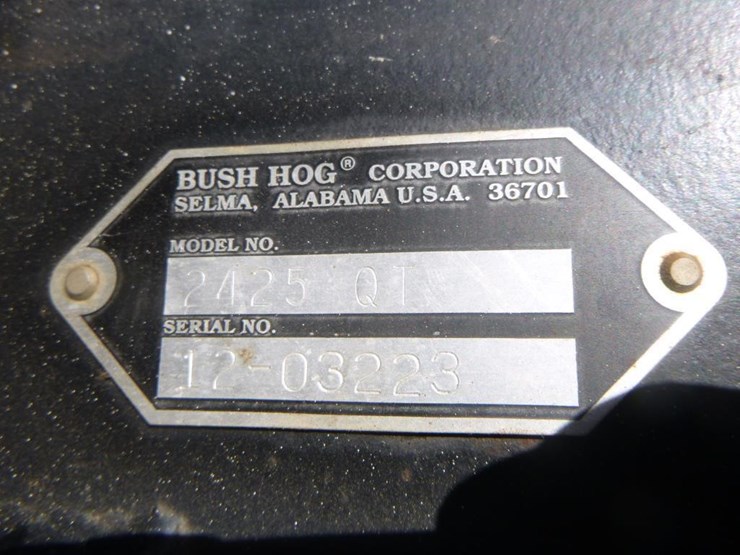 BUSH HOG® CORPORATION
SELMA, ALABAMA U.S.A. 36701
MODEL NO.
2425 QT
SERIAL NO.
12-03223